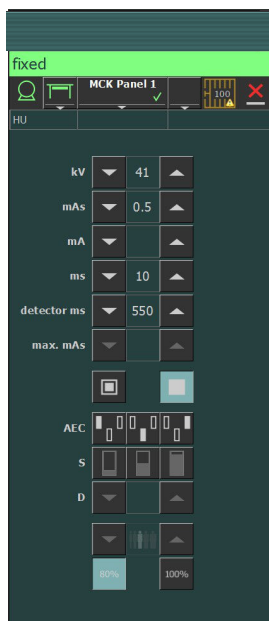 fixed
MCK Panel 1
100
HU
kV 41
mAs 0.5
mA
ms 10
detector ms 550
max. mAs
AEC
S
D
80% 100%